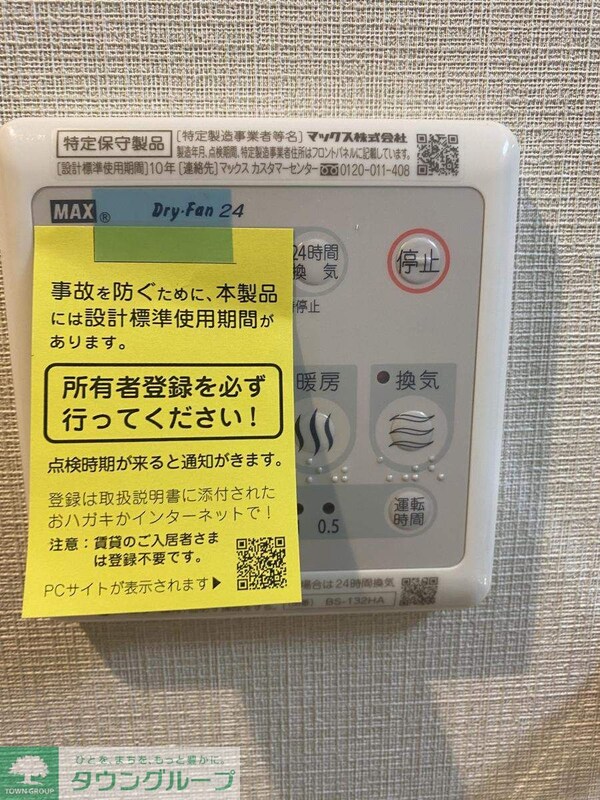 特定保守製品 [特定製造事業者等名] マックス株式会社
製造年月、点検期間、特定製造事業者住所はフロントパネルに記載しています。
[設計標準使用期間] 10年 [連絡先] マックス カスタマーセンター 0120-011-408
MAX® Dry・Fan 24
24時間
換気
停止
停止
事故を防ぐために、本製品
には設計標準使用期間が
あります。
所有者登録を必ず
行ってください!
点検時期が来ると通知がきます。
登録は取扱説明書に添付された
おハガキかインターネットで!
注意:賃貸のご入居者さま
は登録不要です。
PCサイトが表示されます▶
暖房
換気
0.5
運転
時間
場合は24時間換気
BS-132HA
ひとを、まちを、もっと豊かに。
タウングループ
TOWN GROUP